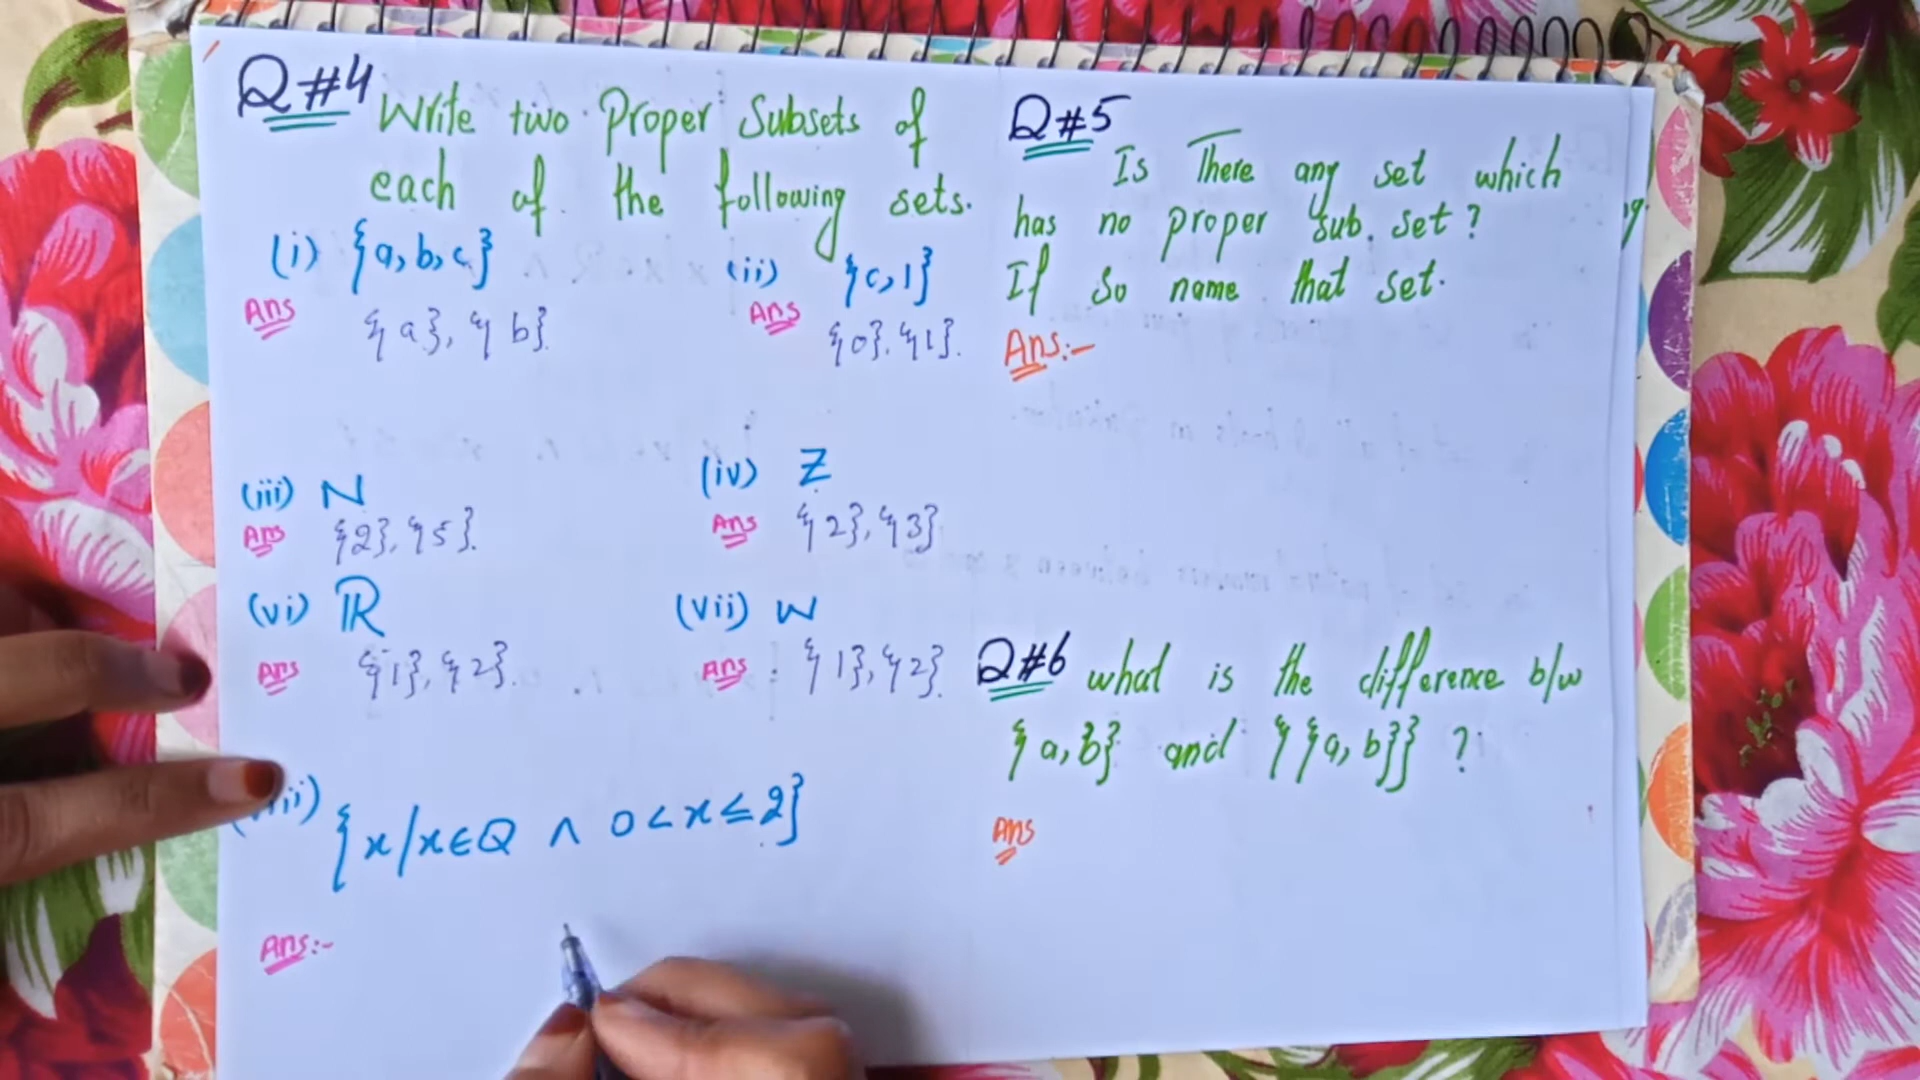 Q#4 Write two Proper Subsets of
each of the following sets.
(i) {a, b, c}
Ans {a}, {b}.
(ii) {c, 1}
Ans {0}. {1}.
(iii) N
Ans {2}, {5}.
(iv) Z
Ans {2}, {3}
(vi) R
Ans {1}, {2}.
(vii) W
Ans {1}, {2}.
{x/x∈Q ∧ 0<x≤2}
Ans:-
Q#5
Is There any set which
has no proper sub. set?
If so name that set.
Ans:-
Q#6 what is the difference b/w
{a, b} and {{a, b}} ?
Ans